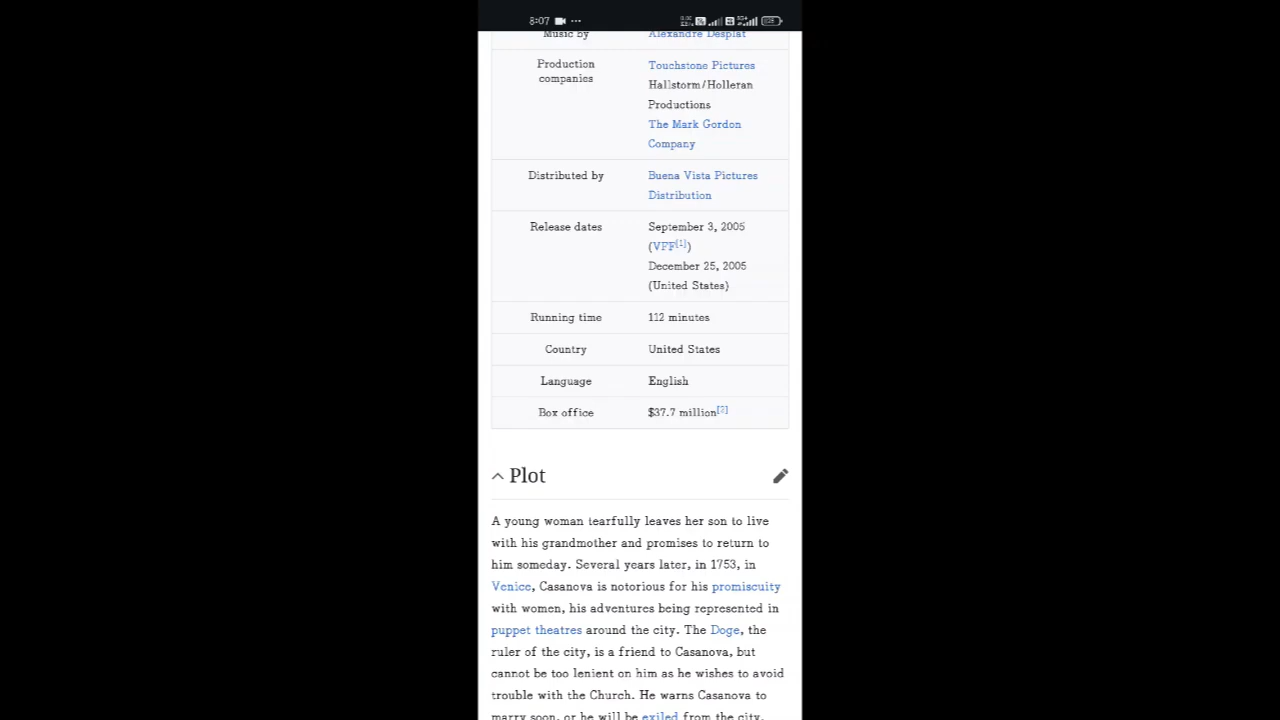 8:07
Music by Alexandre Desplat
Production companies
Touchstone Pictures
Hallstorm/Holleran
Productions
The Mark Gordon
Company
Distributed by
Buena Vista Pictures
Distribution
Release dates
September 3, 2005
(VFF[1])
December 25, 2005
(United States)
Running time 112 minutes
Country United States
Language English
Box office $37.7 million[2]
Plot
A young woman tearfully leaves her son to live
with his grandmother and promises to return to
him someday. Several years later, in 1753, in
Venice, Casanova is notorious for his promiscuity
with women, his adventures being represented in
puppet theatres around the city. The Doge, the
ruler of the city, is a friend to Casanova, but
cannot be too lenient on him as he wishes to avoid
trouble with the Church. He warns Casanova to
marry soon, or he will be exiled from the city.